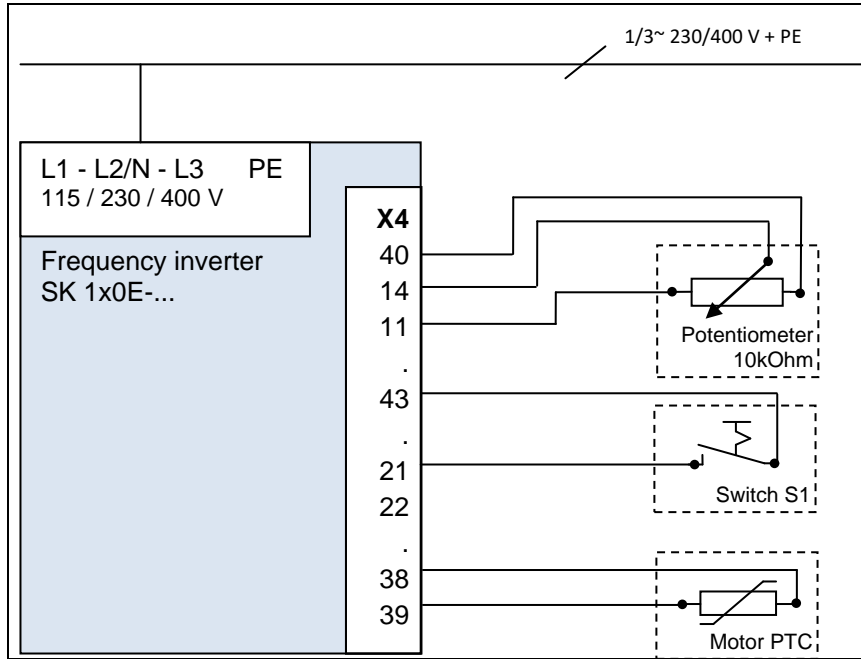 1/3~ 230/400 V + PE
L1 - L2/N - L3 PE
115 / 230 / 400 V
Frequency inverter
SK 1x0E-...
X4
40
14
11
.
43
.
21
22
.
38
39
Potentiometer
10kOhm
Switch S1
Motor PTC